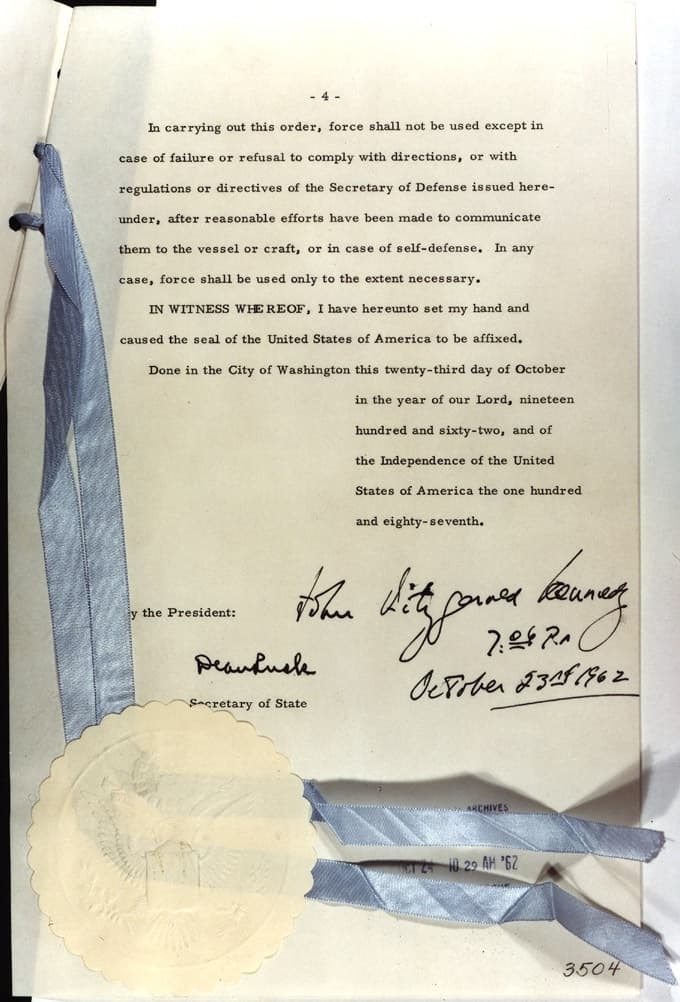 - 4 -
In carrying out this order, force shall not be used except in
case of failure or refusal to comply with directions, or with
regulations or directives of the Secretary of Defense issued here-
under, after reasonable efforts have been made to communicate
them to the vessel or craft, or in case of self-defense. In any
case, force shall be used only to the extent necessary.
IN WITNESS WHEREOF, I have hereunto set my hand and
caused the seal of the United States of America to be affixed.
Done in the City of Washington this twenty-third day of October
in the year of our Lord, nineteen
hundred and sixty-two, and of
the Independence of the United
States of America the one hundred
and eighty-seventh.
John Fitzgerald Kennedy
y the President:
7:06 Pm
Dean Rusk
October 23rd 1962
Secretary of State
ARCHIVES
OCT 24 10 29 AM '62
3504